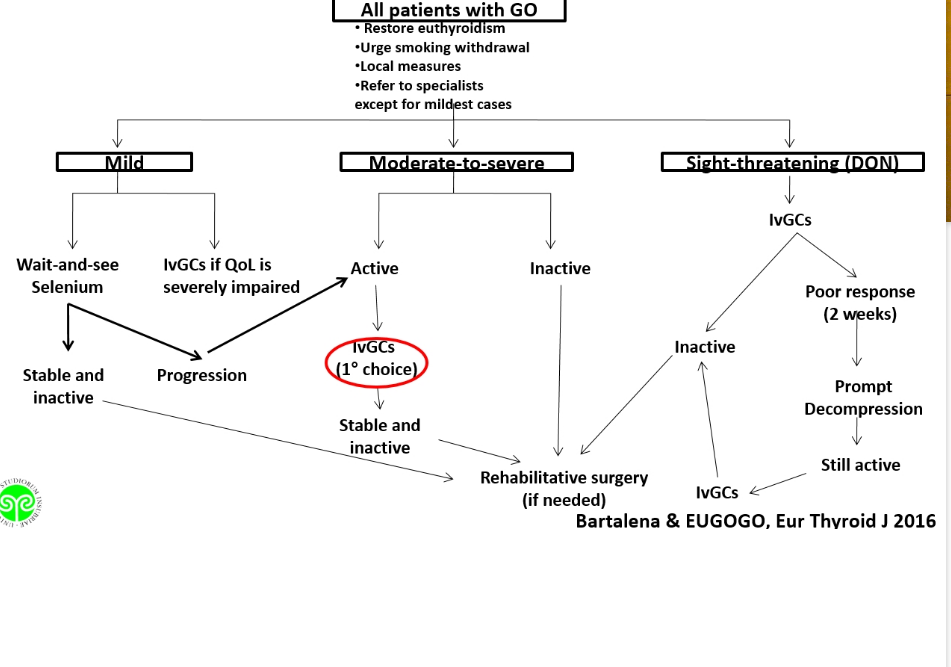 All patients with GO
• Restore euthyroidism
•Urge smoking withdrawal
•Local measures
•Refer to specialists
except for mildest cases
Mild
Moderate-to-severe
Sight-threatening (DON)
Wait-and-see
Selenium
IvGCs if QoL is
severely impaired
Active
Inactive
IvGCs
Poor response
(2 weeks)
Stable and
inactive
Progression
IvGCs
(1° choice)
Inactive
Prompt
Decompression
Stable and
inactive
Still active
Rehabilitative surgery
(if needed)
IvGCs
Bartalena & EUGOGO, Eur Thyroid J 2016